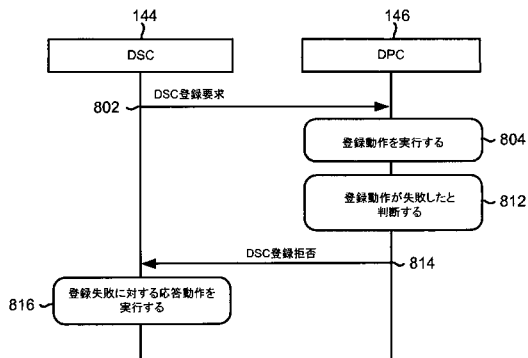 144
146
DSC
DPC
802
DSC登録要求
登録動作を実行する
804
登録動作が失敗したと
判断する
812
DSC登録拒否
814
登録失敗に対する応答動作を
実行する
816